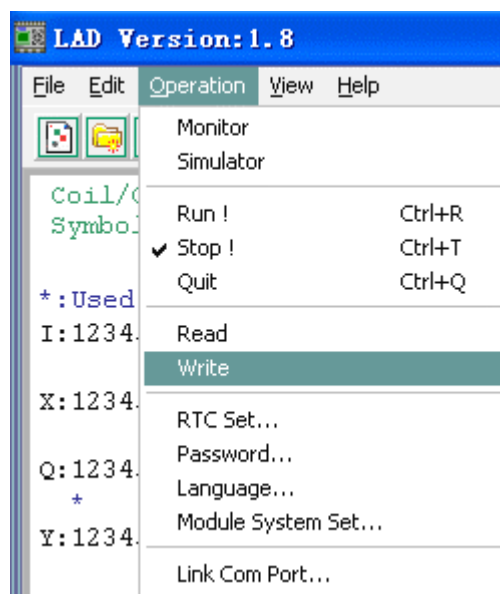 LAD Version:1.8
File Edit Operation View Help
Monitor
Simulator
Coil/
Run ! Ctrl+R
Symbol
✔ Stop ! Ctrl+T
Quit Ctrl+Q
*:Used
I:1234.
Read
Write
X:1234.
RTC Set...
Password...
Q:1234.
Language...
*
Module System Set...
Y:1234.
Link Com Port...